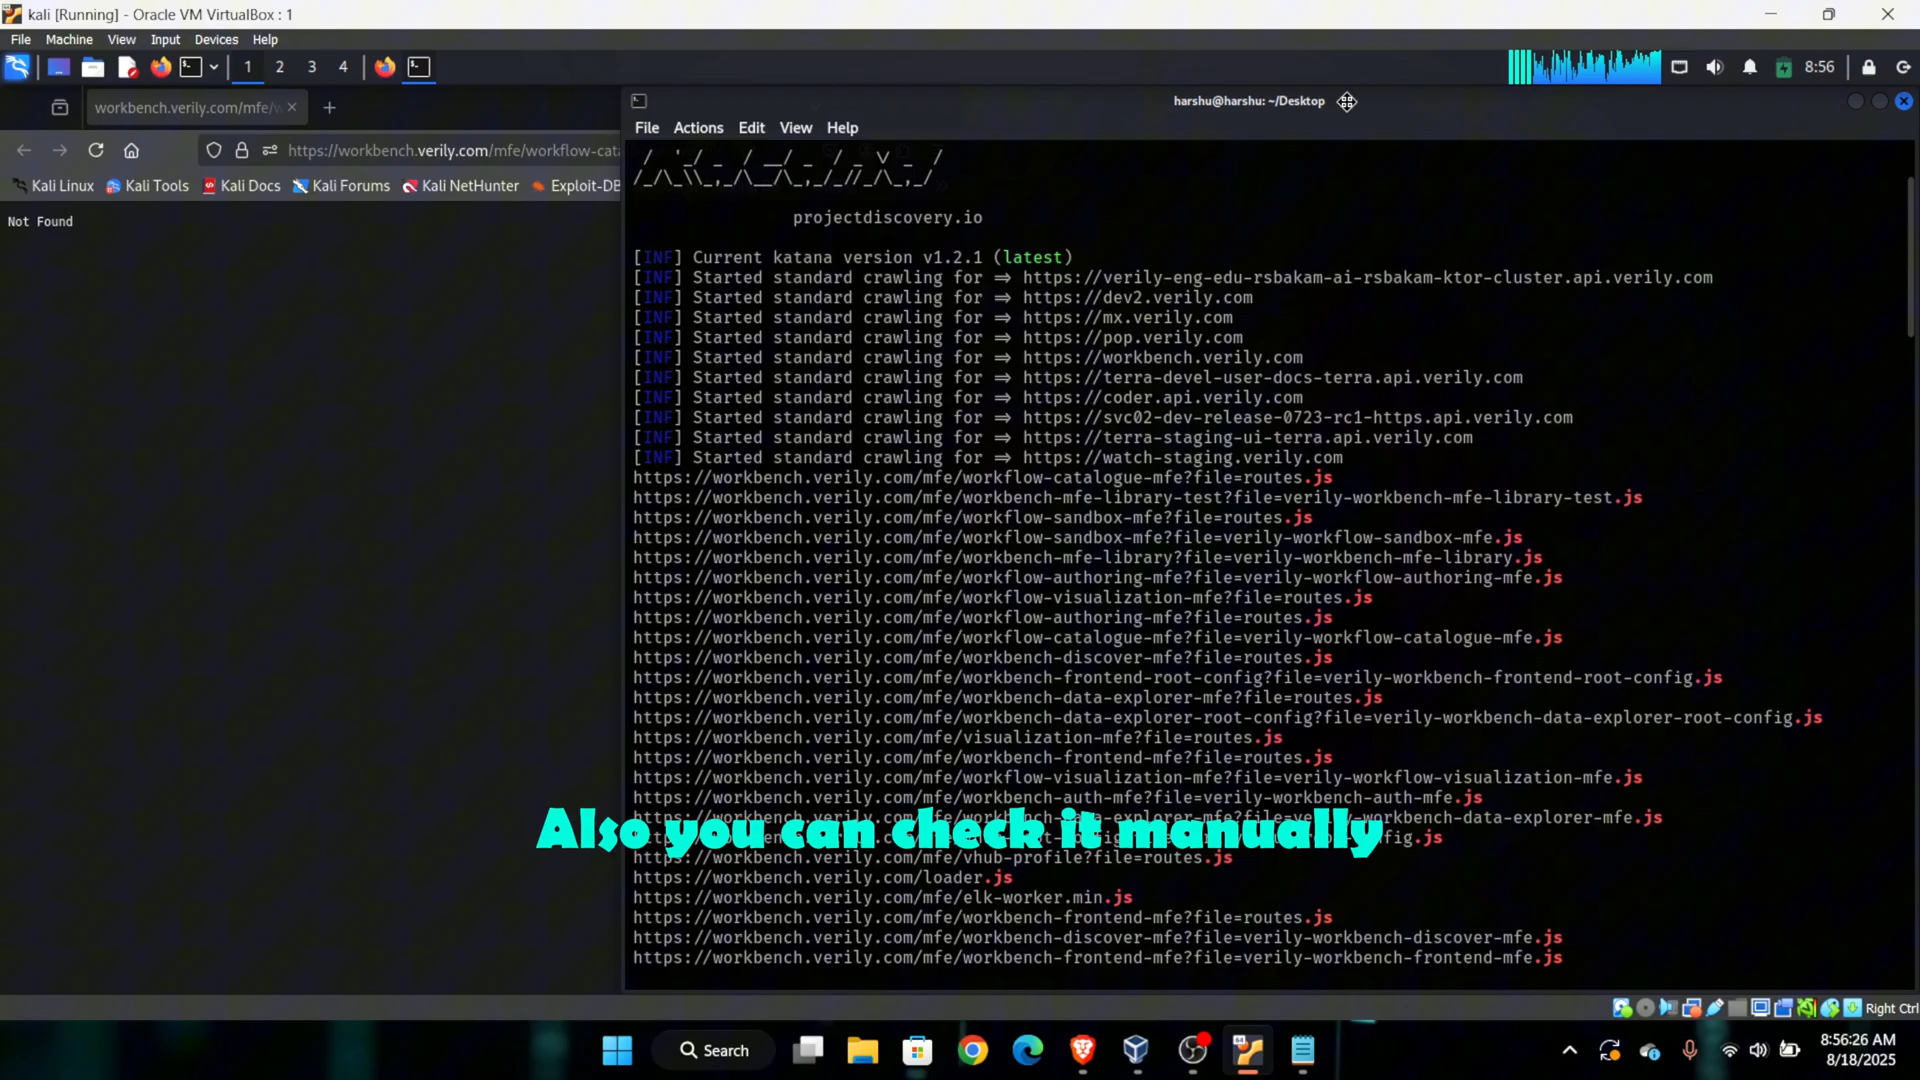 kali [Running] - Oracle VM VirtualBox : 1
File Machine View Input Devices Help
1 2 3 4
8:56
workbench.verily.com/mfe/w
harshu@harshu: ~/Desktop
File Actions Edit View Help
https://workbench.verily.com/mfe/workflow-cata
Kali Linux Kali Tools Kali Docs Kali Forums Kali NetHunter Exploit-DB
Not Found
projectdiscovery.io
[INF] Current katana version v1.2.1 (latest)
[INF] Started standard crawling for => https://verily-eng-edu-rsbakam-ai-rsbakam-ktor-cluster.api.verily.com
[INF] Started standard crawling for => https://dev2.verily.com
[INF] Started standard crawling for => https://mx.verily.com
[INF] Started standard crawling for => https://pop.verily.com
[INF] Started standard crawling for => https://workbench.verily.com
[INF] Started standard crawling for => https://terra-devel-user-docs-terra.api.verily.com
[INF] Started standard crawling for => https://coder.api.verily.com
[INF] Started standard crawling for => https://svc02-dev-release-0723-rc1-https.api.verily.com
[INF] Started standard crawling for => https://terra-staging-ui-terra.api.verily.com
[INF] Started standard crawling for => https://watch-staging.verily.com
https://workbench.verily.com/mfe/workflow-catalogue-mfe?file=routes.js
https://workbench.verily.com/mfe/workbench-mfe-library-test?file=verily-workbench-mfe-library-test.js
https://workbench.verily.com/mfe/workflow-sandbox-mfe?file=routes.js
https://workbench.verily.com/mfe/workflow-sandbox-mfe?file=verily-workflow-sandbox-mfe.js
https://workbench.verily.com/mfe/workbench-mfe-library?file=verily-workbench-mfe-library.js
https://workbench.verily.com/mfe/workflow-authoring-mfe?file=verily-workflow-authoring-mfe.js
https://workbench.verily.com/mfe/workflow-visualization-mfe?file=routes.js
https://workbench.verily.com/mfe/workflow-authoring-mfe?file=routes.js
https://workbench.verily.com/mfe/workflow-catalogue-mfe?file=verily-workflow-catalogue-mfe.js
https://workbench.verily.com/mfe/workbench-discover-mfe?file=routes.js
https://workbench.verily.com/mfe/workbench-frontend-root-config?file=verily-workbench-frontend-root-config.js
https://workbench.verily.com/mfe/workbench-data-explorer-mfe?file=routes.js
https://workbench.verily.com/mfe/workbench-data-explorer-root-config?file=verily-workbench-data-explorer-root-config.js
https://workbench.verily.com/mfe/visualization-mfe?file=routes.js
https://workbench.verily.com/mfe/workbench-frontend-mfe?file=routes.js
https://workbench.verily.com/mfe/workflow-visualization-mfe?file=verily-workflow-visualization-mfe.js
https://workbench.verily.com/mfe/workbench-auth-mfe?file=verily-workbench-auth-mfe.js
https://workbench.verily.com/mfe/workbench-data-explorer-mfe?file=verily-workbench-data-explorer-mfe.js
Also you can check it manually
https://workbench.verily.com/mfe/vhub-profile?file=routes.js
https://workbench.verily.com/loader.js
https://workbench.verily.com/mfe/elk-worker.min.js
https://workbench.verily.com/mfe/workbench-frontend-mfe?file=routes.js
https://workbench.verily.com/mfe/workbench-discover-mfe?file=verily-workbench-discover-mfe.js
https://workbench.verily.com/mfe/workbench-frontend-mfe?file=verily-workbench-frontend-mfe.js
Right Ctrl
Search
8:56:26 AM
8/18/2025